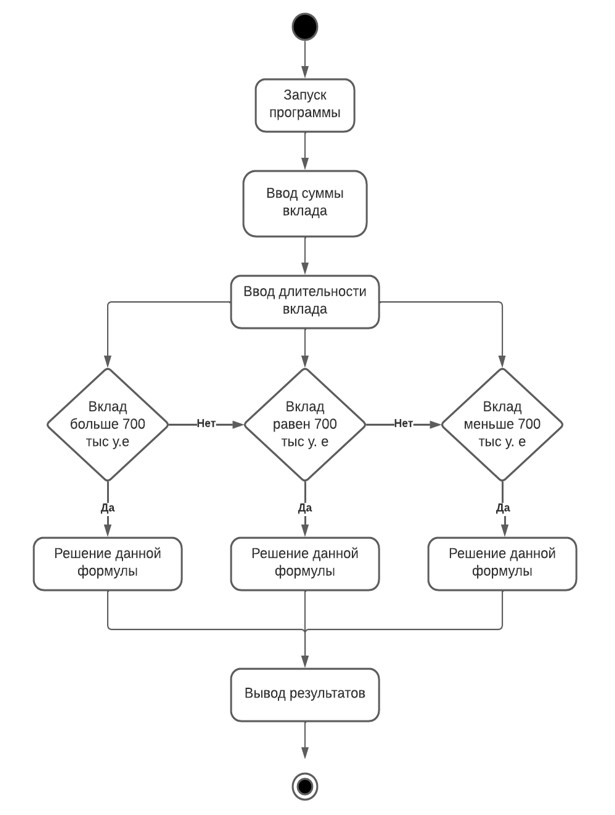 Запуск
программы
Ввод суммы
вклада
Ввод длительности
вклада
Вклад
больше 700
тыс у.е
Нет
Вклад
равен 700
тыс у. е
Нет
Вклад
меньше 700
тыс у. е
Да
Да
Да
Решение данной
формулы
Решение данной
формулы
Решение данной
формулы
Вывод результатов